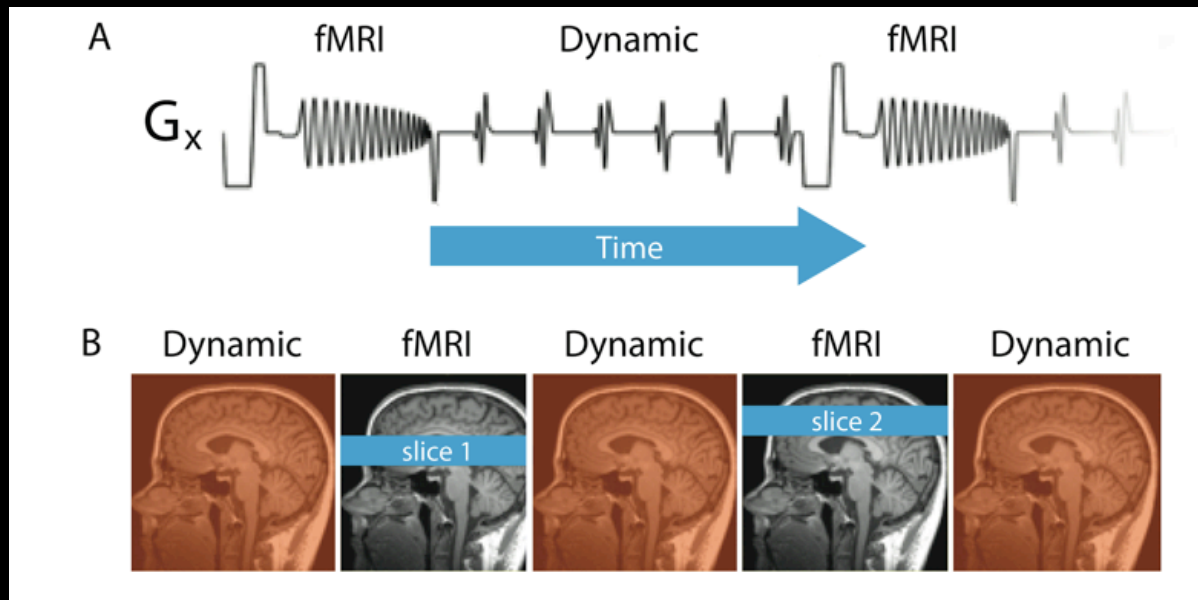 A
fMRI Dynamic fMRI
Gx
Time
B
Dynamic fMRI Dynamic fMRI Dynamic
slice 1
slice 2